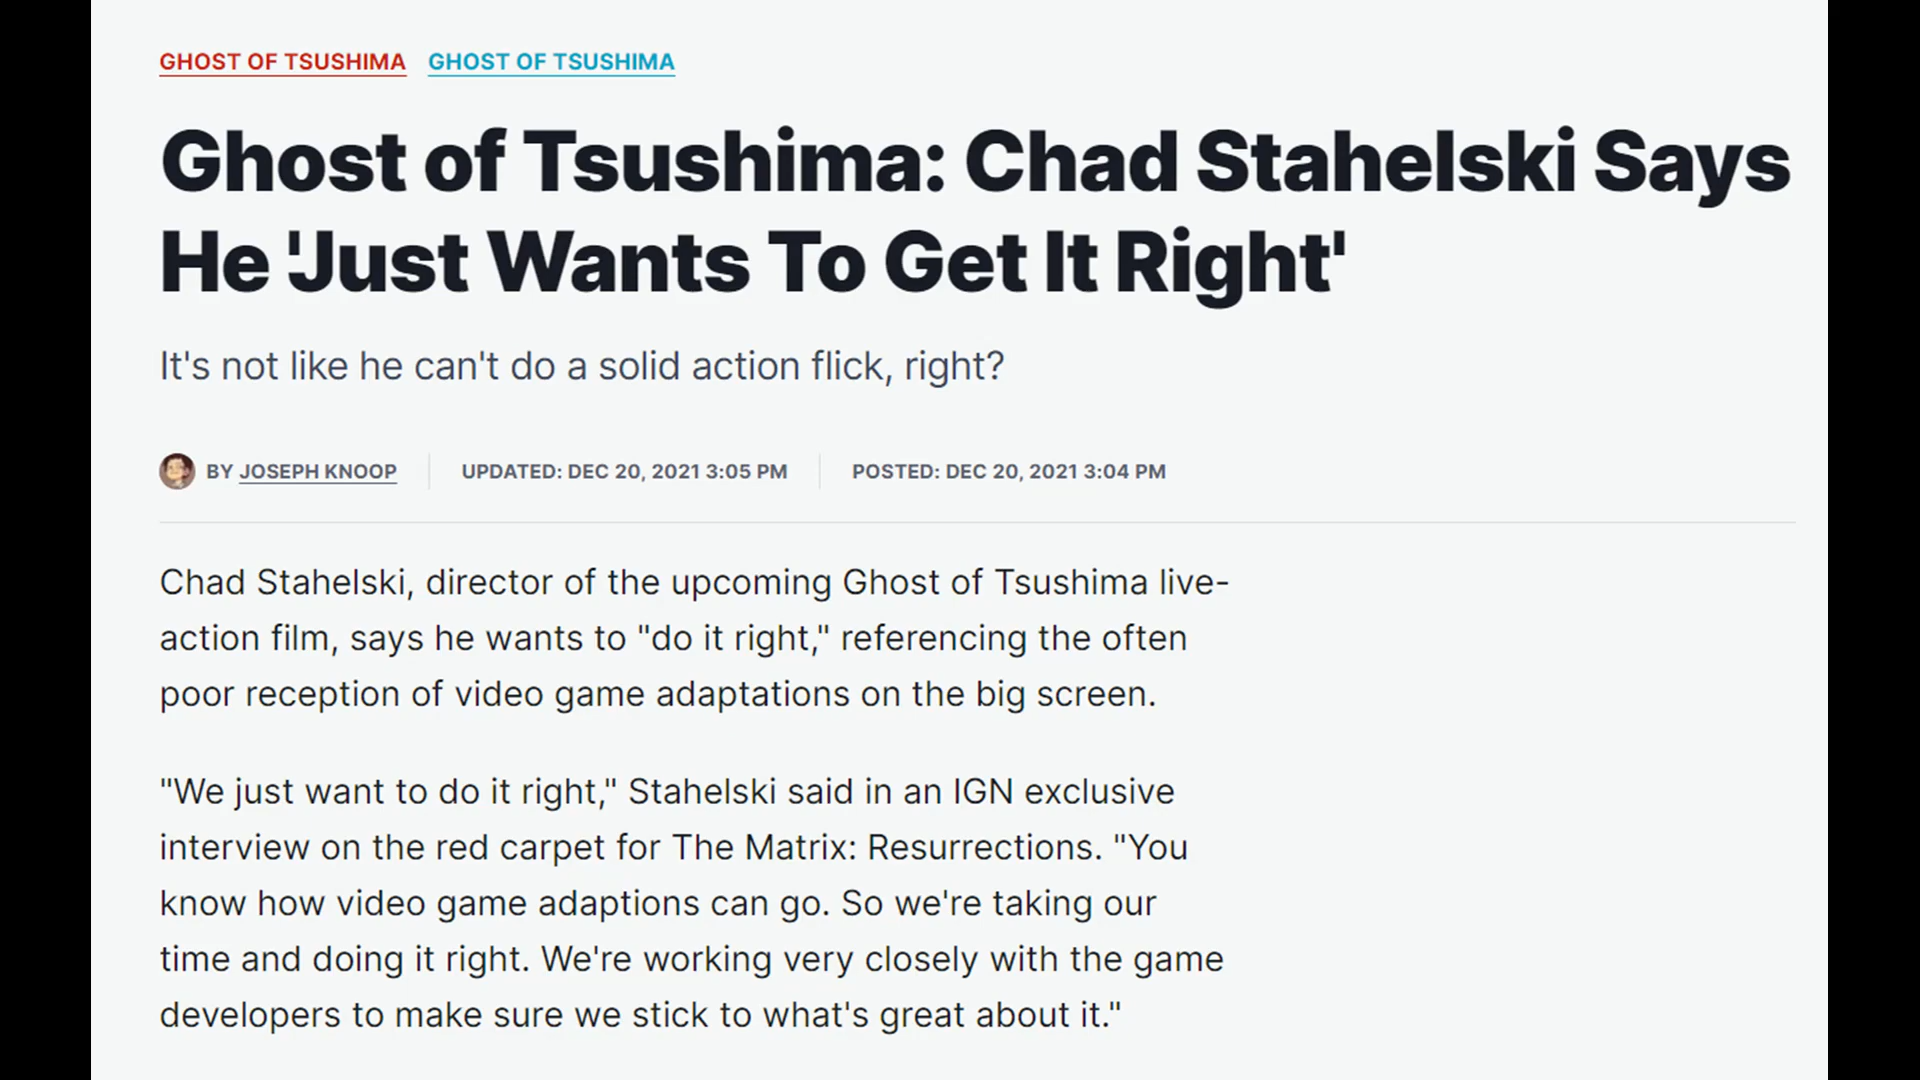 GHOST OF TSUSHIMA GHOST OF TSUSHIMA
Ghost of Tsushima: Chad Stahelski Says
He 'Just Wants To Get It Right'
It's not like he can't do a solid action flick, right?
BY JOSEPH KNOOP UPDATED: DEC 20, 2021 3:05 PM POSTED: DEC 20, 2021 3:04 PM
Chad Stahelski, director of the upcoming Ghost of Tsushima live-
action film, says he wants to "do it right," referencing the often
poor reception of video game adaptations on the big screen.
"We just want to do it right," Stahelski said in an IGN exclusive
interview on the red carpet for The Matrix: Resurrections. "You
know how video game adaptions can go. So we're taking our
time and doing it right. We're working very closely with the game
developers to make sure we stick to what's great about it."